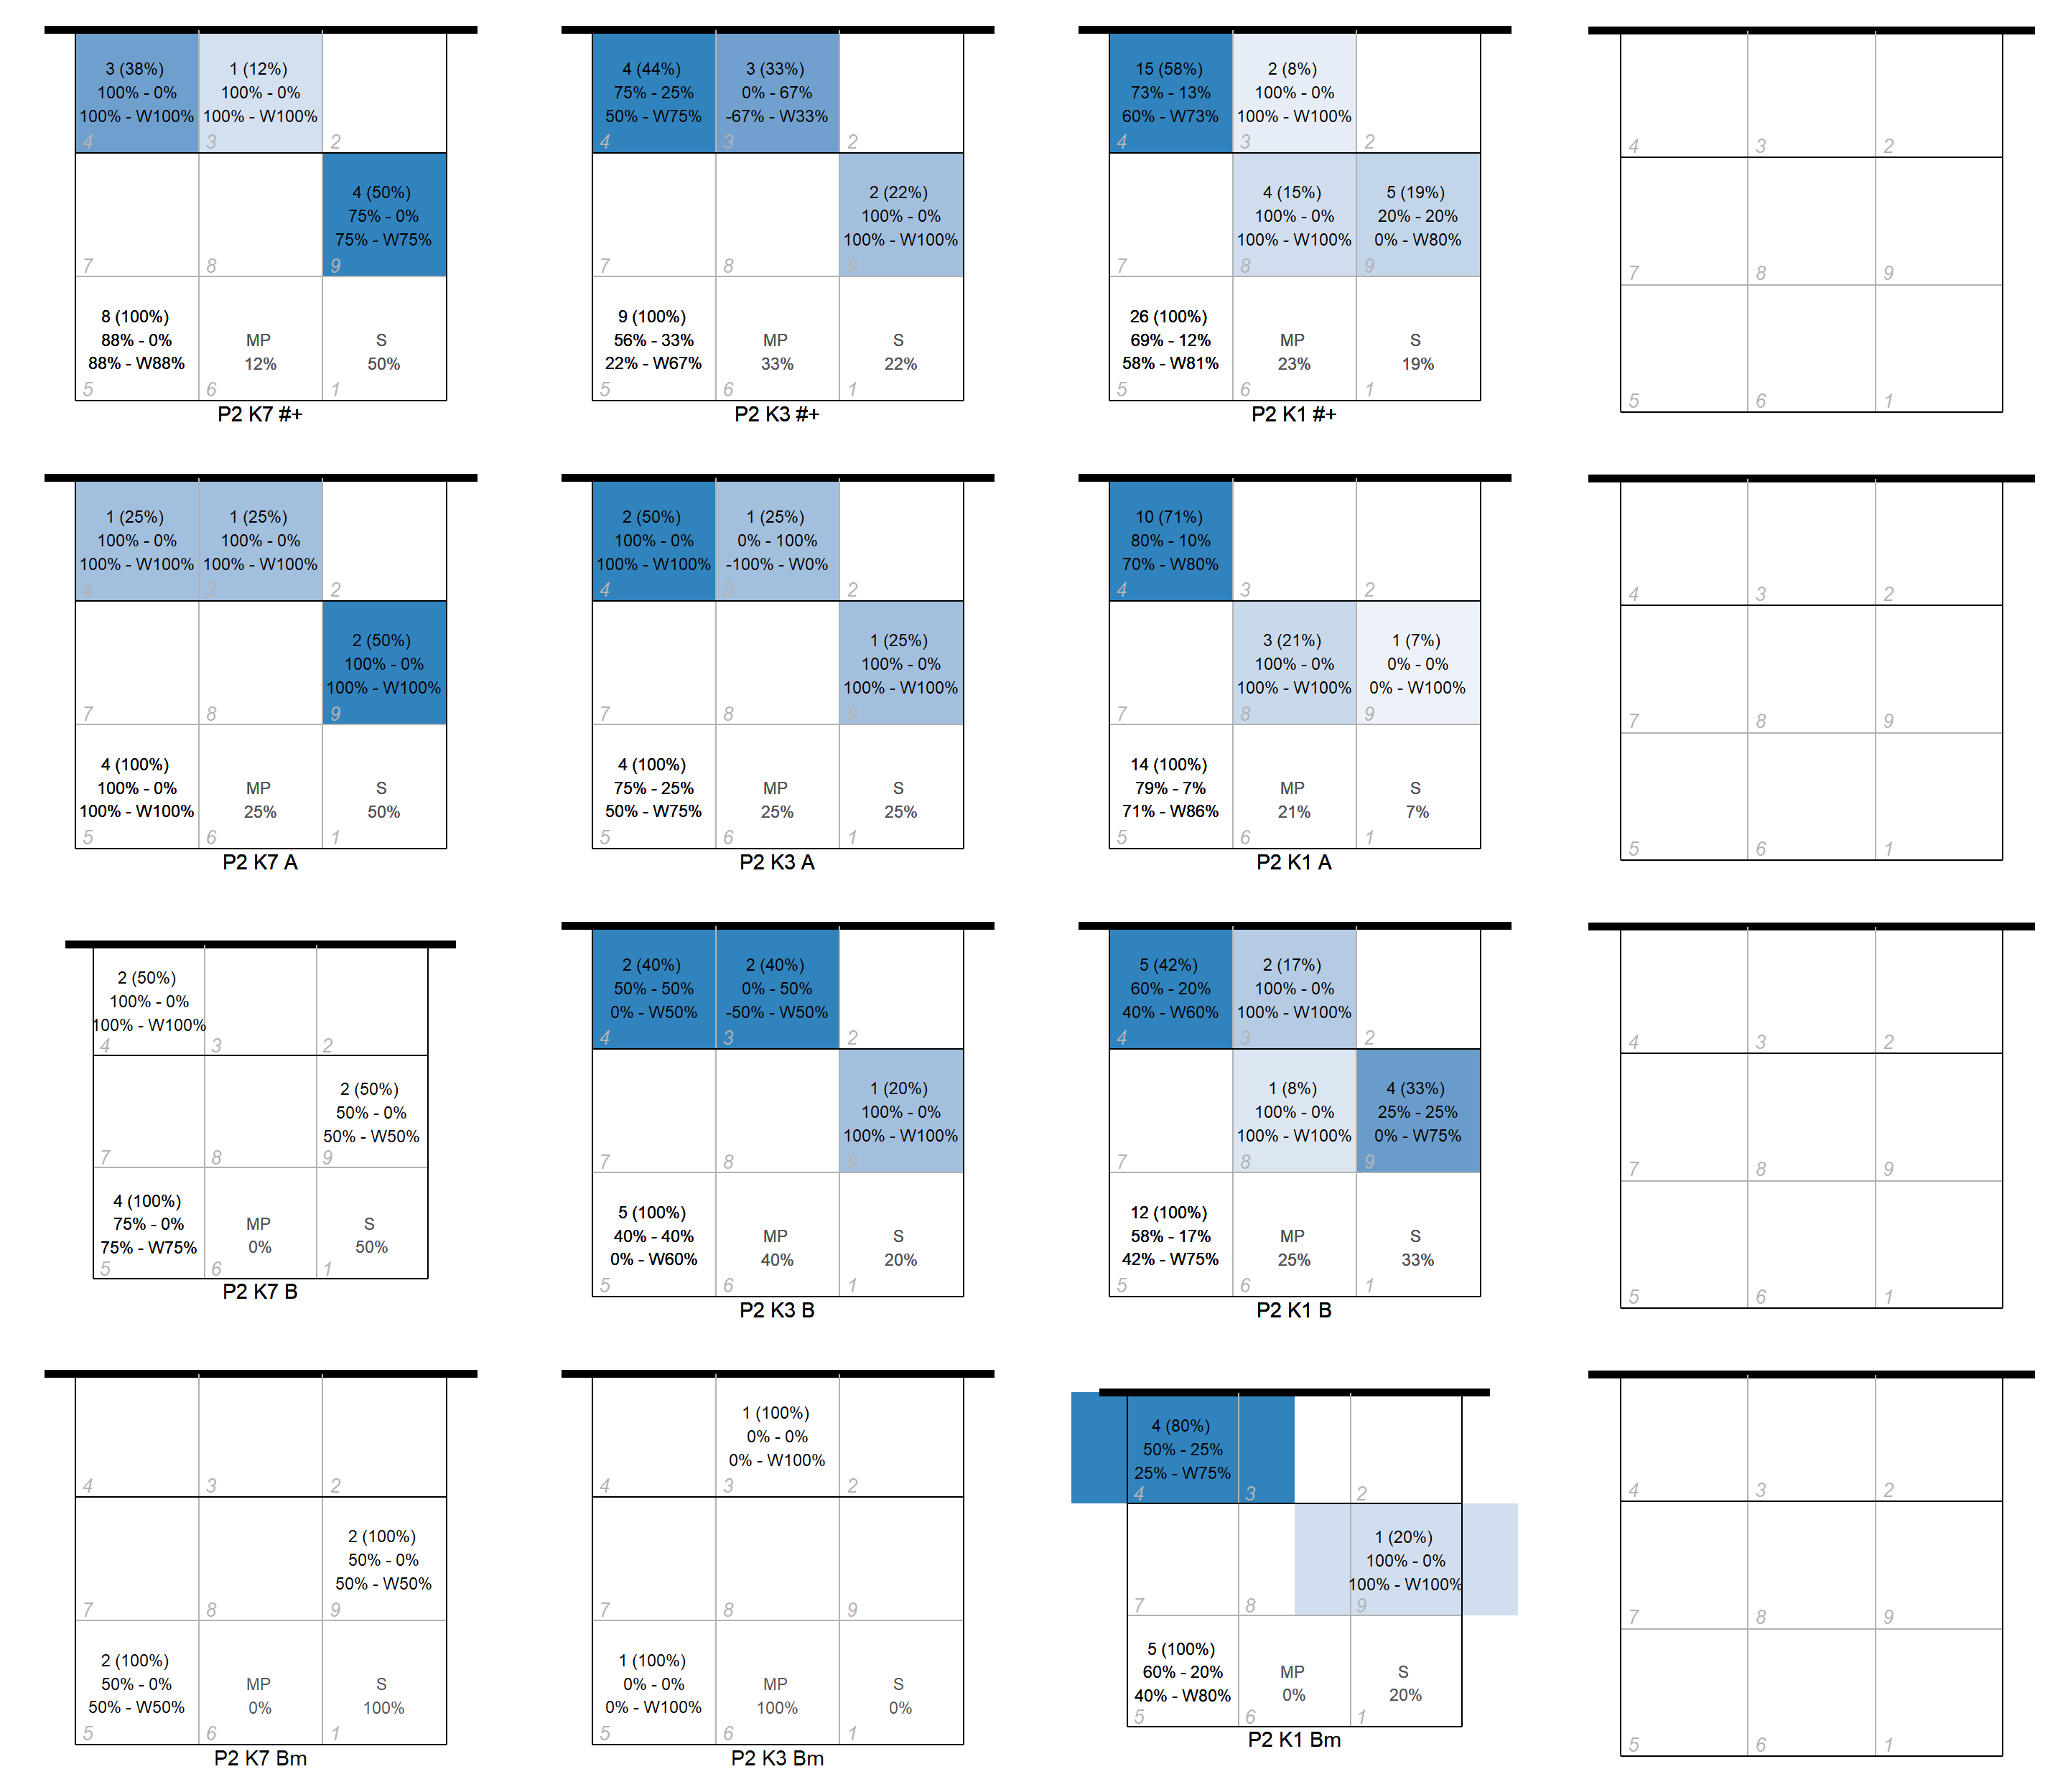 3 (38%)
100% - 0%
100% - W100%
4
1 (12%)
100% - 0%
100% - W100%
3
2
7
8
4 (50%)
75% - 0%
75% - W75%
9
8 (100%)
88% - 0%
88% - W88%
5
MP
12%
6
S
50%
1
P2 K7 #+
4 (44%)
75% - 25%
50% - W75%
4
3 (33%)
0% - 67%
-67% - W33%
3
2
7
8
2 (22%)
100% - 0%
100% - W100%
9
9 (100%)
56% - 33%
22% - W67%
5
MP
33%
6
S
22%
1
P2 K3 #+
15 (58%)
73% - 13%
60% - W73%
4
2 (8%)
100% - 0%
100% - W100%
3
2
7
4 (15%)
100% - 0%
100% - W100%
8
5 (19%)
20% - 20%
0% - W80%
9
26 (100%)
69% - 12%
58% - W81%
5
MP
23%
6
S
19%
1
P2 K1 #+
4
3
2
7
8
9
5
6
1
1 (25%)
100% - 0%
100% - W100%
4
1 (25%)
100% - 0%
100% - W100%
3
2
7
8
2 (50%)
100% - 0%
100% - W100%
9
4 (100%)
100% - 0%
100% - W100%
5
MP
25%
6
S
50%
1
P2 K7 A
2 (50%)
100% - 0%
100% - W100%
4
1 (25%)
0% - 100%
-100% - W0%
3
2
7
8
1 (25%)
100% - 0%
100% - W100%
9
4 (100%)
75% - 25%
50% - W75%
5
MP
25%
6
S
25%
1
P2 K3 A
10 (71%)
80% - 10%
70% - W80%
4
3
2
7
3 (21%)
100% - 0%
100% - W100%
8
1 (7%)
0% - 0%
0% - W100%
9
14 (100%)
79% - 7%
71% - W86%
5
MP
21%
6
S
7%
1
P2 K1 A
4
3
2
7
8
9
5
6
1
2 (50%)
100% - 0%
100% - W100%
4
3
2
7
8
2 (50%)
50% - 0%
50% - W50%
9
4 (100%)
75% - 0%
75% - W75%
5
MP
0%
6
S
50%
1
P2 K7 B
2 (40%)
50% - 50%
0% - W50%
4
2 (40%)
0% - 50%
-50% - W50%
3
2
7
8
1 (20%)
100% - 0%
100% - W100%
9
5 (100%)
40% - 40%
0% - W60%
5
MP
40%
6
S
20%
1
P2 K3 B
5 (42%)
60% - 20%
40% - W60%
4
2 (17%)
100% - 0%
100% - W100%
3
2
7
1 (8%)
100% - 0%
100% - W100%
8
4 (33%)
25% - 25%
0% - W75%
9
12 (100%)
58% - 17%
42% - W75%
5
MP
25%
6
S
33%
1
P2 K1 B
4
3
2
7
8
9
5
6
1
4
3
2
7
8
2 (100%)
50% - 0%
50% - W50%
9
2 (100%)
50% - 0%
50% - W50%
5
MP
0%
6
S
100%
1
P2 K7 Bm
4
1 (100%)
0% - 0%
0% - W100%
3
2
7
8
9
1 (100%)
0% - 0%
0% - W100%
5
MP
100%
6
S
0%
1
P2 K3 Bm
4 (80%)
50% - 25%
25% - W75%
4
3
2
7
8
1 (20%)
100% - 0%
100% - W100%
9
5 (100%)
60% - 20%
40% - W80%
5
MP
0%
6
S
20%
1
P2 K1 Bm
4
3
2
7
8
9
5
6
1